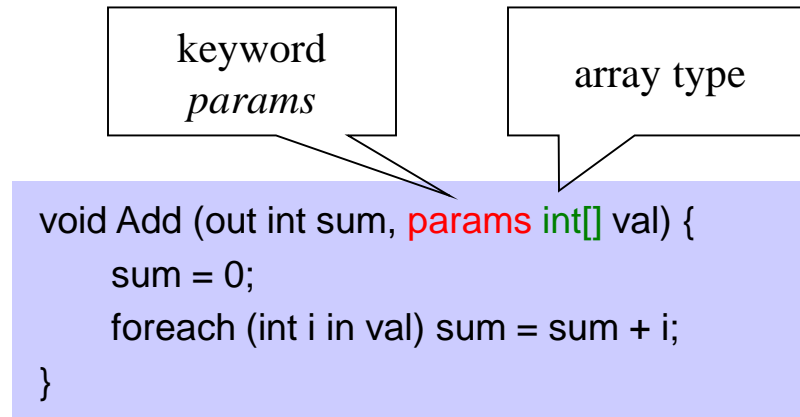 keyword
params
array type
void Add (out int sum, params int[] val) {
sum = 0;
foreach (int i in val) sum = sum + i;
}